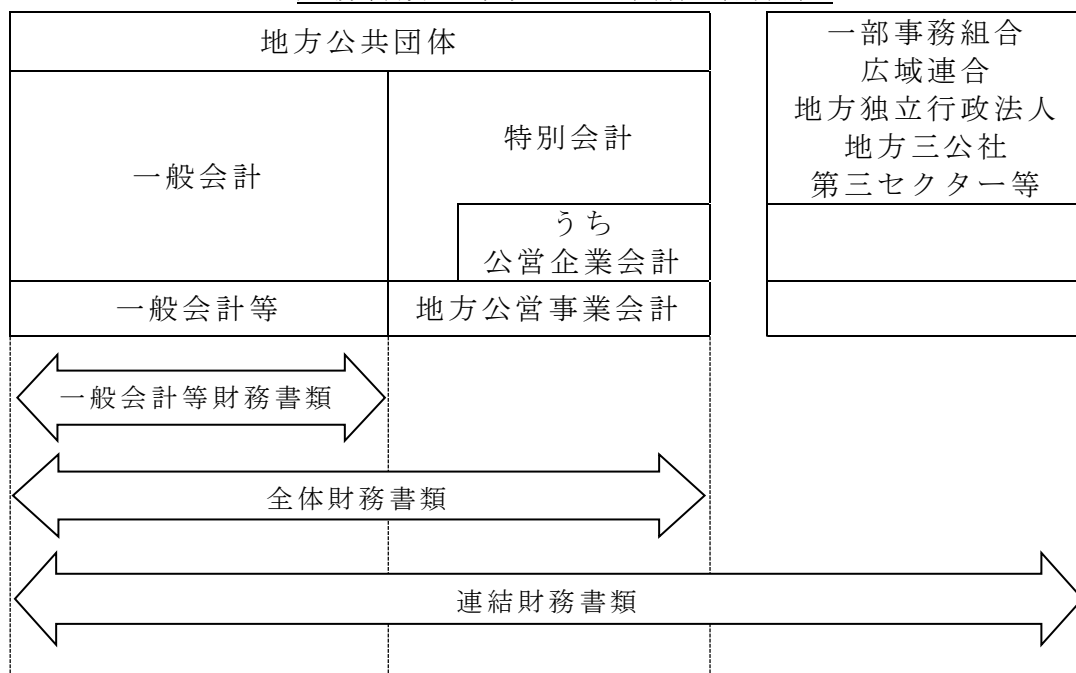 地方公共団体
一般会計
特別会計
うち
公営企業会計
一般会計等
地方公営事業会計
一部事務組合
広域連合
地方独立行政法人
地方三公社
第三セクター等
一般会計等財務書類
全体財務書類
連結財務書類